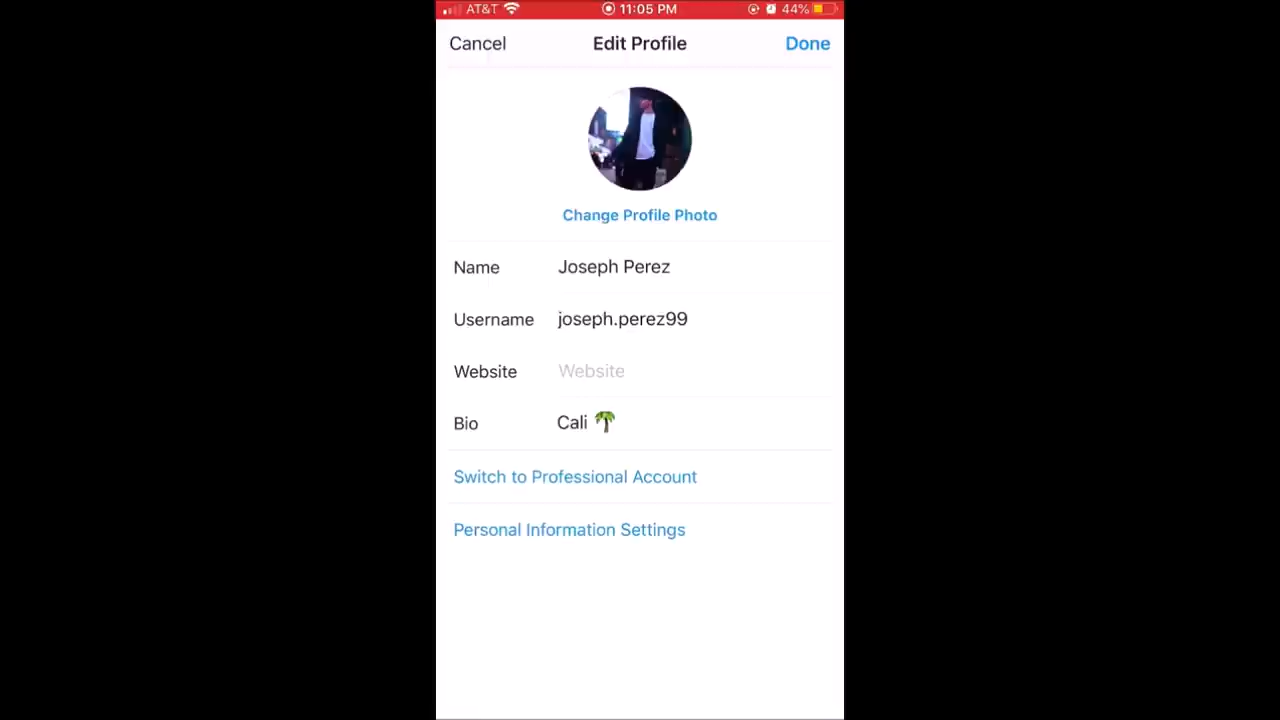 AT&T 11:05 PM 44%
Cancel Edit Profile Done
Change Profile Photo
Name Joseph Perez
Username joseph.perez99
Website Website
Bio Cali 🌴
Switch to Professional Account
Personal Information Settings